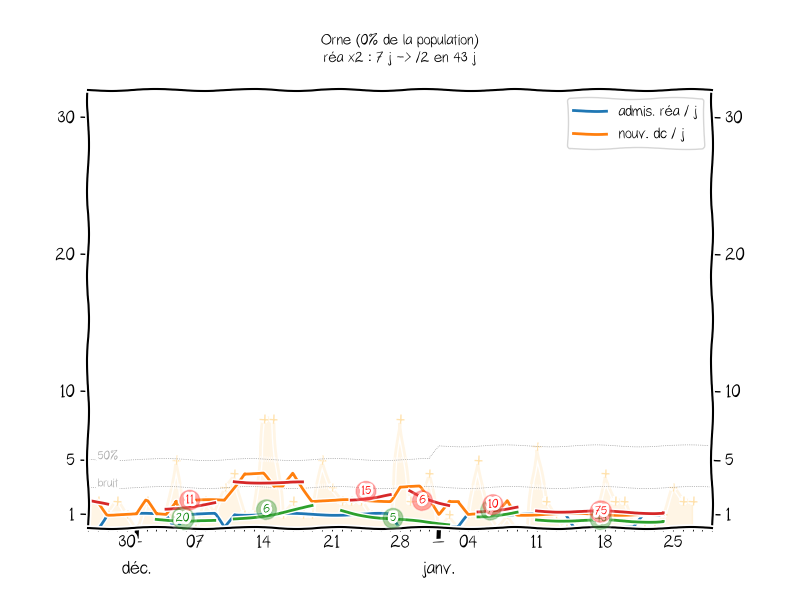 Orne (0% de la population)
réa x2 : 7 j -> /2 en 43 j
admis. réa / j
nouv. dc / j
30 30
20 20
10 10
50%
5 5
bruit
1 1
11 20 6 15 5 6 10 75
30 07 14 21 28 04 11 18 25
déc. janv.